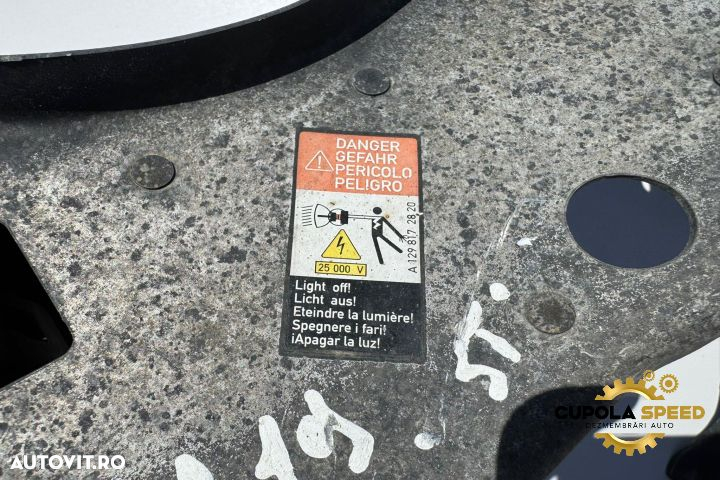 DANGER
GEFAHR
PERICOLO
PELIGRO
A 129 817 28 20
25 000 V
Light off!
Licht aus!
Eteindre la lumière!
Spegnere i fari!
¡Apagar la luz!
CUPOLA SPEED
DEZMEMBRĂRI AUTO
AUTOVIT.RO